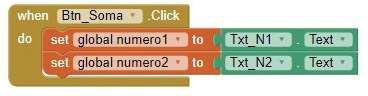 when Btn_Soma .Click
do set global numero1 to Txt_N1 . Text
set global numero2 to Txt_N2 . Text